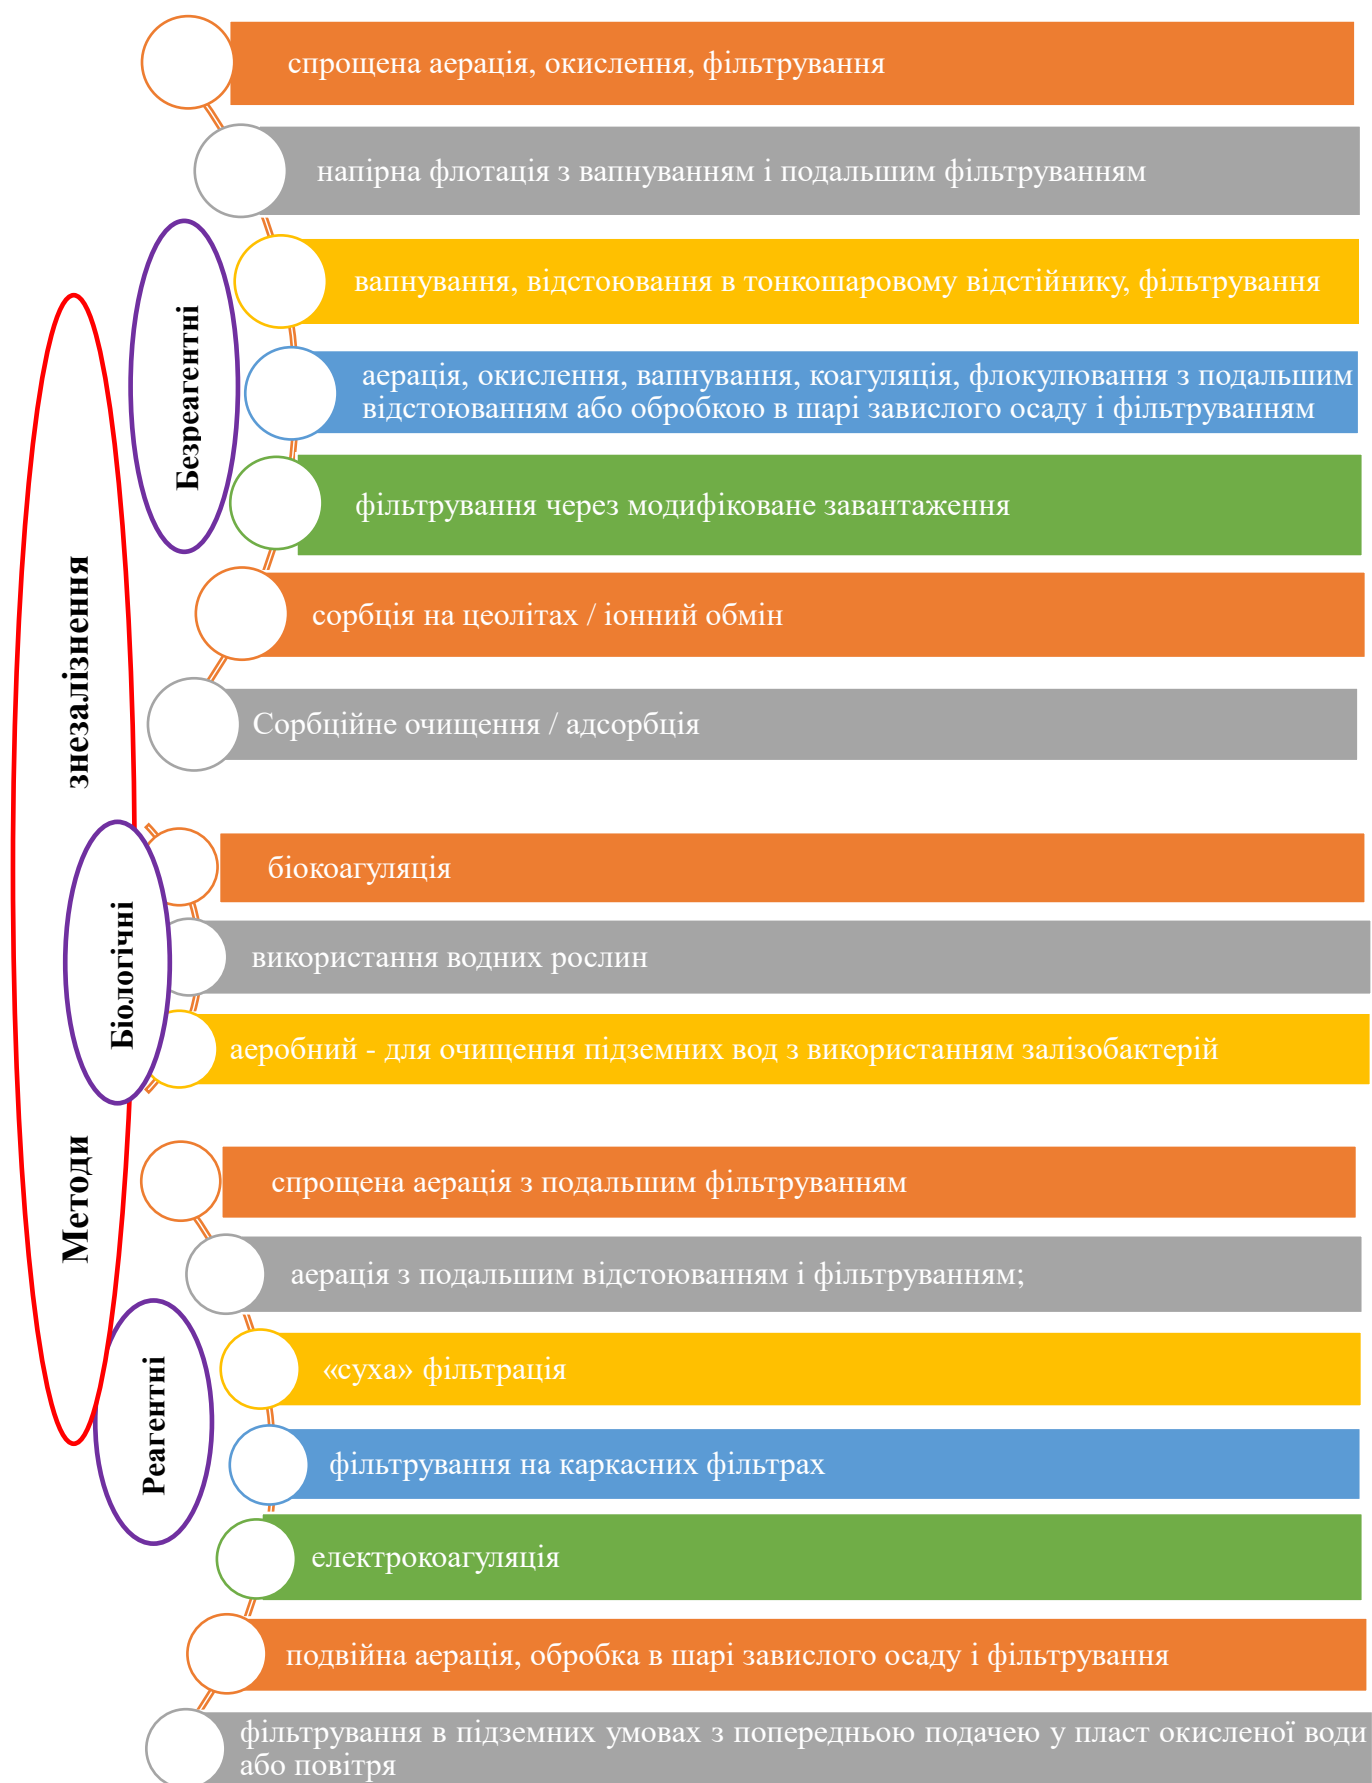 спрощена аерація, окислення, фільтрування
напірна флотація з вапнуванням і подальшим фільтруванням
вапнування, відстоювання в тонкошаровому відстійнику, фільтрування
аерація, окислення, вапнування, коагуляція, флокулювання з подальшим
відстоюванням або обробкою в шарі завислого осаду і фільтруванням
фільтрування через модифіковане завантаження
сорбція на цеолітах / іонний обмін
Сорбційне очищення / адсорбція
Безреагентні
Методи знезалізнення
біокоагуляція
використання водних рослин
аеробний - для очищення підземних вод з використанням залізобактерій
Біологічні
спрощена аерація з подальшим фільтруванням
аерація з подальшим відстоюванням і фільтруванням;
«суха» фільтрація
фільтрування на каркасних фільтрах
електрокоагуляція
подвійна аерація, обробка в шарі завислого осаду і фільтрування
фільтрування в підземних умовах з попередньою подачею у пласт окисленої води
або повітря
Реагентні